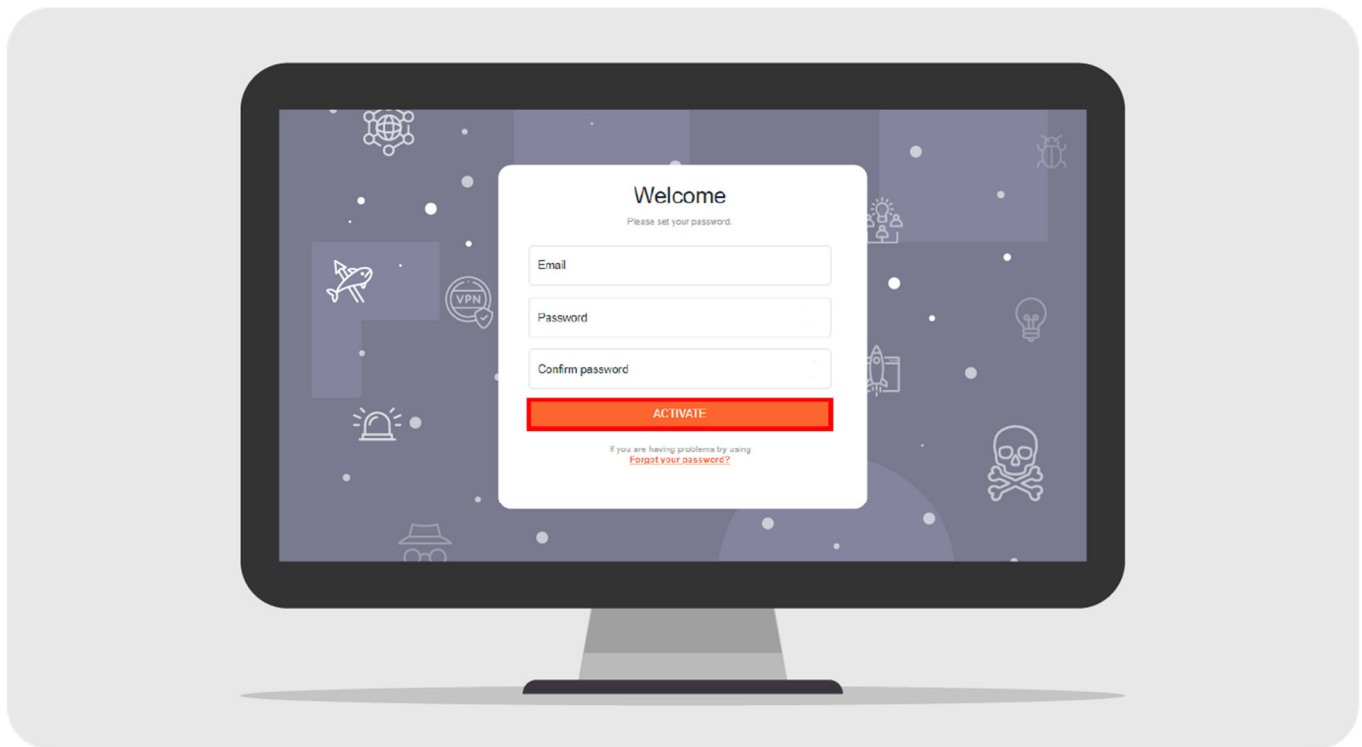 Welcome
Please set your password.
Email
VPN
Password
Confirm password
ACTIVATE
If you are having problems try using
Forgot your password?